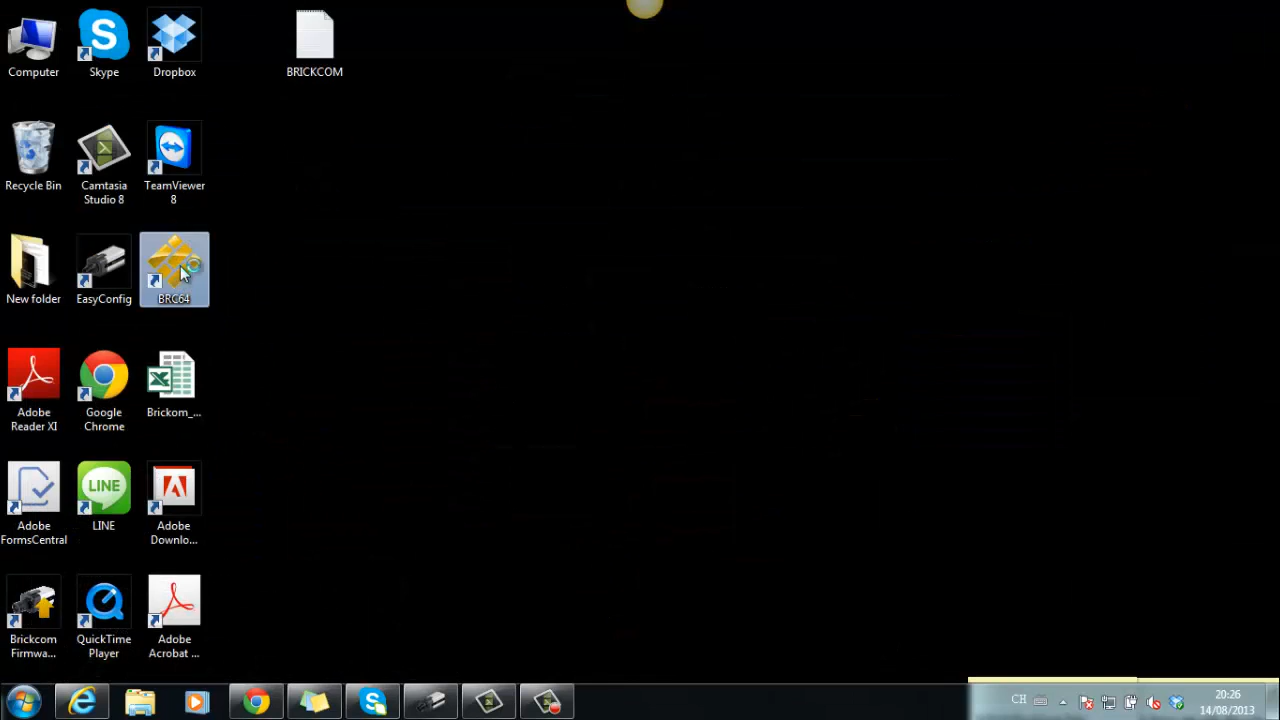 Computer
Skype
Dropbox
BRICKCOM
Recycle Bin
Camtasia
Studio 8
TeamViewer
8
New folder
EasyConfig
BRC64
Adobe
Reader XI
Google
Chrome
Brickom_...
Adobe
FormsCentral
LINE
LINE
Adobe
Downlo...
Brickcom
Firmwa...
QuickTime
Player
Adobe
Acrobat ...
CH
20:26
14/08/2013